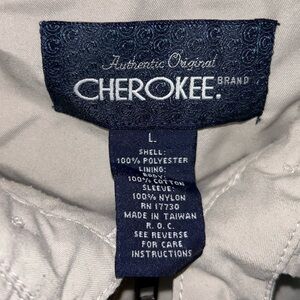 Authentic Original
CHEROKEE. BRAND
L
SHELL:
100% POLYESTER
LINING:
BODY:
100% COTTON
SLEEVE:
100% NYLON
RN 17730
MADE IN TAIWAN
R. O. C.
SEE REVERSE
FOR CARE
INSTRUCTIONS